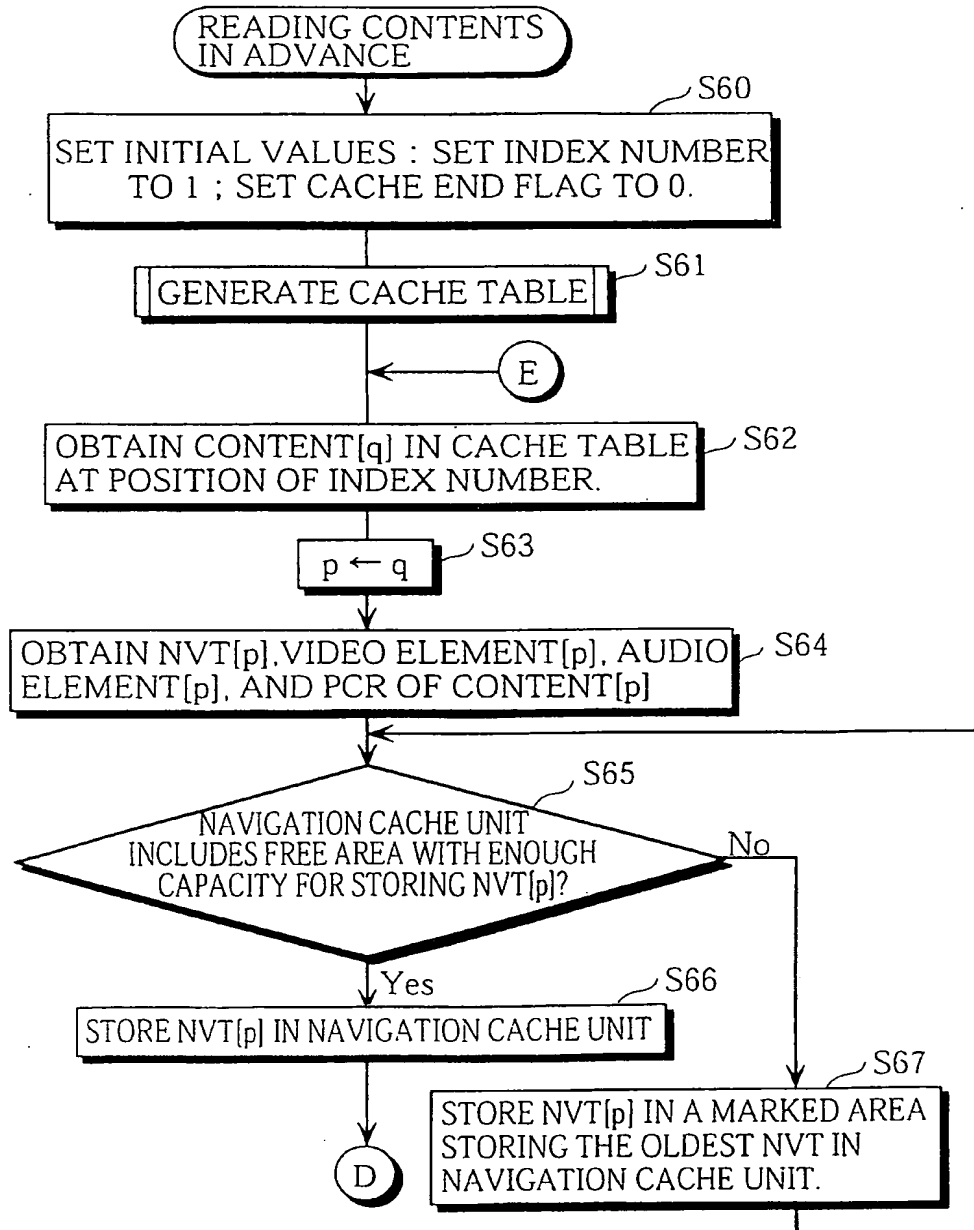 READING CONTENTS
IN ADVANCE
S60
SET INITIAL VALUES : SET INDEX NUMBER
TO 1 ; SET CACHE END FLAG TO 0.
S61
GENERATE CACHE TABLE
E
S62
OBTAIN CONTENT[q] IN CACHE TABLE
AT POSITION OF INDEX NUMBER.
S63
p ← q
S64
OBTAIN NVT[p],VIDEO ELEMENT[p], AUDIO
ELEMENT[p], AND PCR OF CONTENT[p]
S65
NAVIGATION CACHE UNIT
INCLUDES FREE AREA WITH ENOUGH
CAPACITY FOR STORING NVT[p]?
No
Yes
S66
STORE NVT[p] IN NAVIGATION CACHE UNIT
S67
STORE NVT[p] IN A MARKED AREA
STORING THE OLDEST NVT IN
NAVIGATION CACHE UNIT.
D